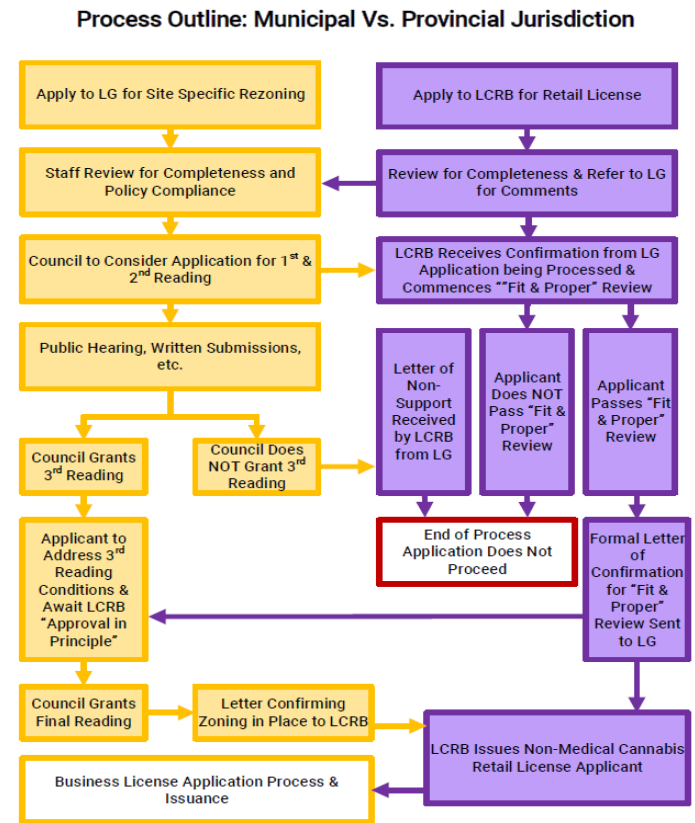 Process Outline: Municipal Vs. Provincial Jurisdiction
Apply to LG for Site Specific Rezoning
Apply to LCRB for Retail License
Staff Review for Completeness and
Policy Compliance
Review for Completeness & Refer to LG
for Comments
Council to Consider Application for 1st &
2nd Reading
LCRB Receives Confirmation from LG
Application being Processed &
Commences ““Fit & Proper” Review
Public Hearing, Written Submissions,
etc.
Letter of
Non-
Support
Received
by LCRB
from LG
Applicant
Does NOT
Pass “Fit &
Proper”
Review
Applicant
Passes “Fit
& Proper”
Review
Council Grants
3rd Reading
Council Does
NOT Grant 3rd
Reading
End of Process
Application Does Not
Proceed
Applicant to
Address 3rd
Reading
Conditions &
Await LCRB
“Approval in
Principle”
Formal Letter
of
Confirmation
for “Fit &
Proper”
Review Sent
to LG
Council Grants
Final Reading
Letter Confirming
Zoning in Place to LCRB
LCRB Issues Non-Medical Cannabis
Retail License Applicant
Business License Application Process &
Issuance